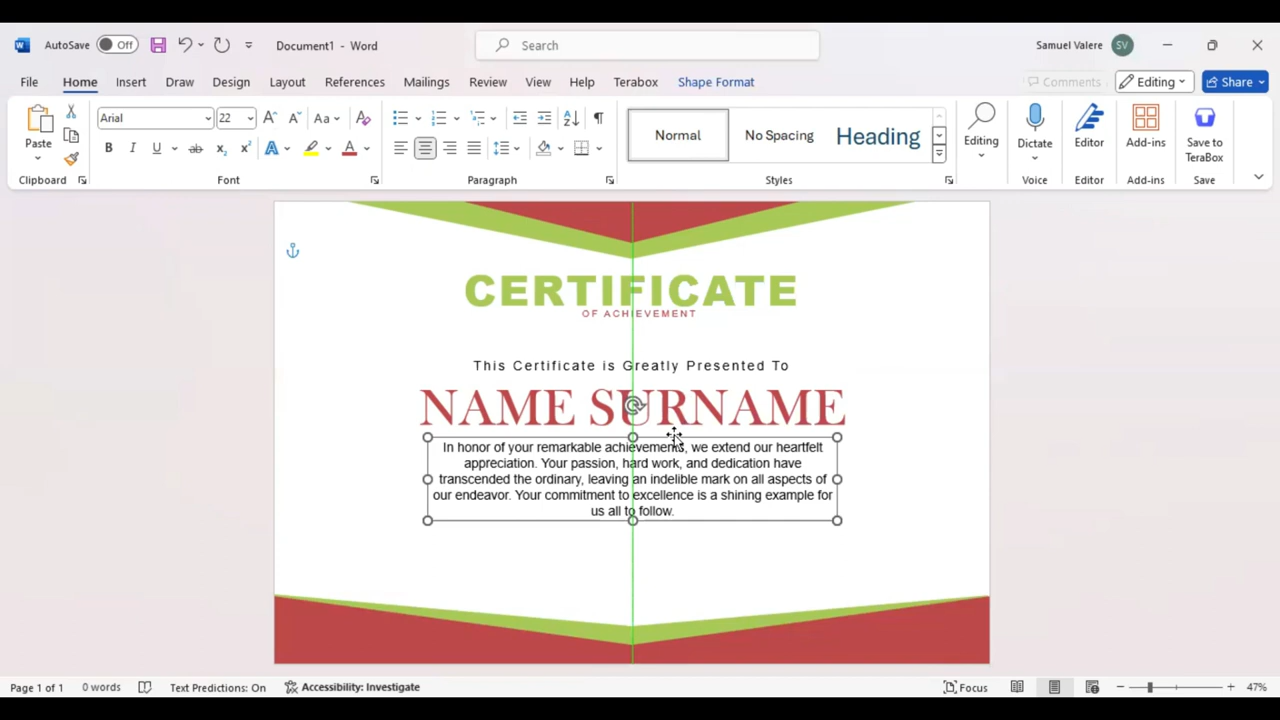 AutoSave Off Document1 - Word Search Samuel Valere SV
File Home Insert Draw Design Layout References Mailings Review View Help Terabox Shape Format Comments Editing Share
Paste Arial 22 Aa Normal No Spacing Heading Editing Dictate Editor Add-ins Save to TeraBox
B I U ab x₂ x² A A
Clipboard Font Paragraph Styles Voice Editor Add-ins Save
CERTIFICATE
OF ACHIEVEMENT
This Certificate is Greatly Presented To
NAME SURNAME
In honor of your remarkable achievements, we extend our heartfelt
appreciation. Your passion, hard work, and dedication have
transcended the ordinary, leaving an indelible mark on all aspects of
our endeavor. Your commitment to excellence is a shining example for
us all to follow.
Page 1 of 1 0 words Text Predictions: On Accessibility: Investigate Focus 47%